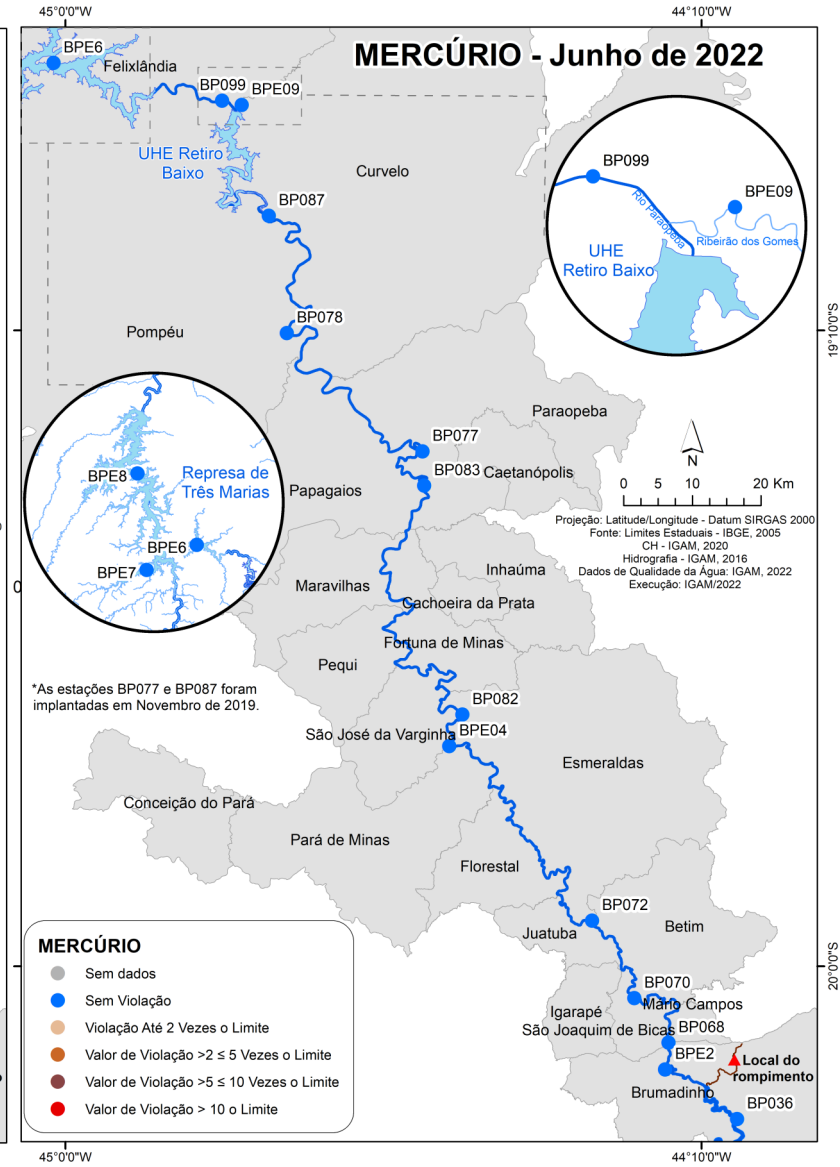 45°0'0"W
44°10'0"W
MERCÚRIO - Junho de 2022
BPE6
Felixlândia
BP099
BPE09
UHE Retiro
Baixo
Curvelo
BP087
BP099
BPE09
Rio Paraopeba
Ribeirão dos Gomes
UHE
Retiro Baixo
BP078
Pompéu
19°10'0"S
Paraopeba
BP077
BP083
Caetanópolis
Papagaios
BPE8
Represa de
Três Marias
BPE6
BPE7
N
0 5 10 20 Km
Projeção: Latitude/Longitude - Datum SIRGAS 2000
Fonte: Limites Estaduais - IBGE, 2005
CH - IGAM, 2020
Hidrografia - IGAM, 2016
Dados de Qualidade da Água: IGAM, 2022
Execução: IGAM/2022
Inhaúma
Maravilhas
Cachoeira da Prata
Fortuna de Minas
Pequi
*As estações BP077 e BP087 foram
implantadas em Novembro de 2019.
BP082
BPE04
São José da Varginha
Esmeraldas
Conceição do Pará
Pará de Minas
Florestal
BP072
Juatuba
Betim
20°0'0"S
BP070
Mário Campos
Igarapé
São Joaquim de Bicas
BP068
BPE2
Local do
rompimento
Brumadinho
BP036
MERCÚRIO
Sem dados
Sem Violação
Violação Até 2 Vezes o Limite
Valor de Violação >2 ≤ 5 Vezes o Limite
Valor de Violação >5 ≤ 10 Vezes o Limite
Valor de Violação > 10 o Limite
45°0'0"W
44°10'0"W